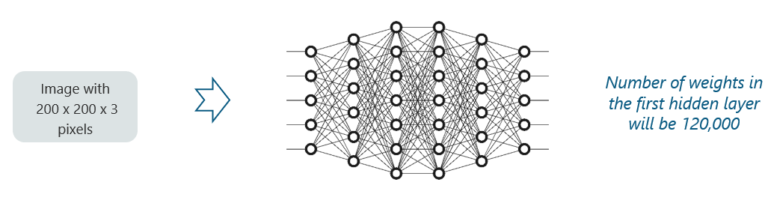 Image with
200 x 200 x 3
pixels
Number of weights in
the first hidden layer
will be 120,000